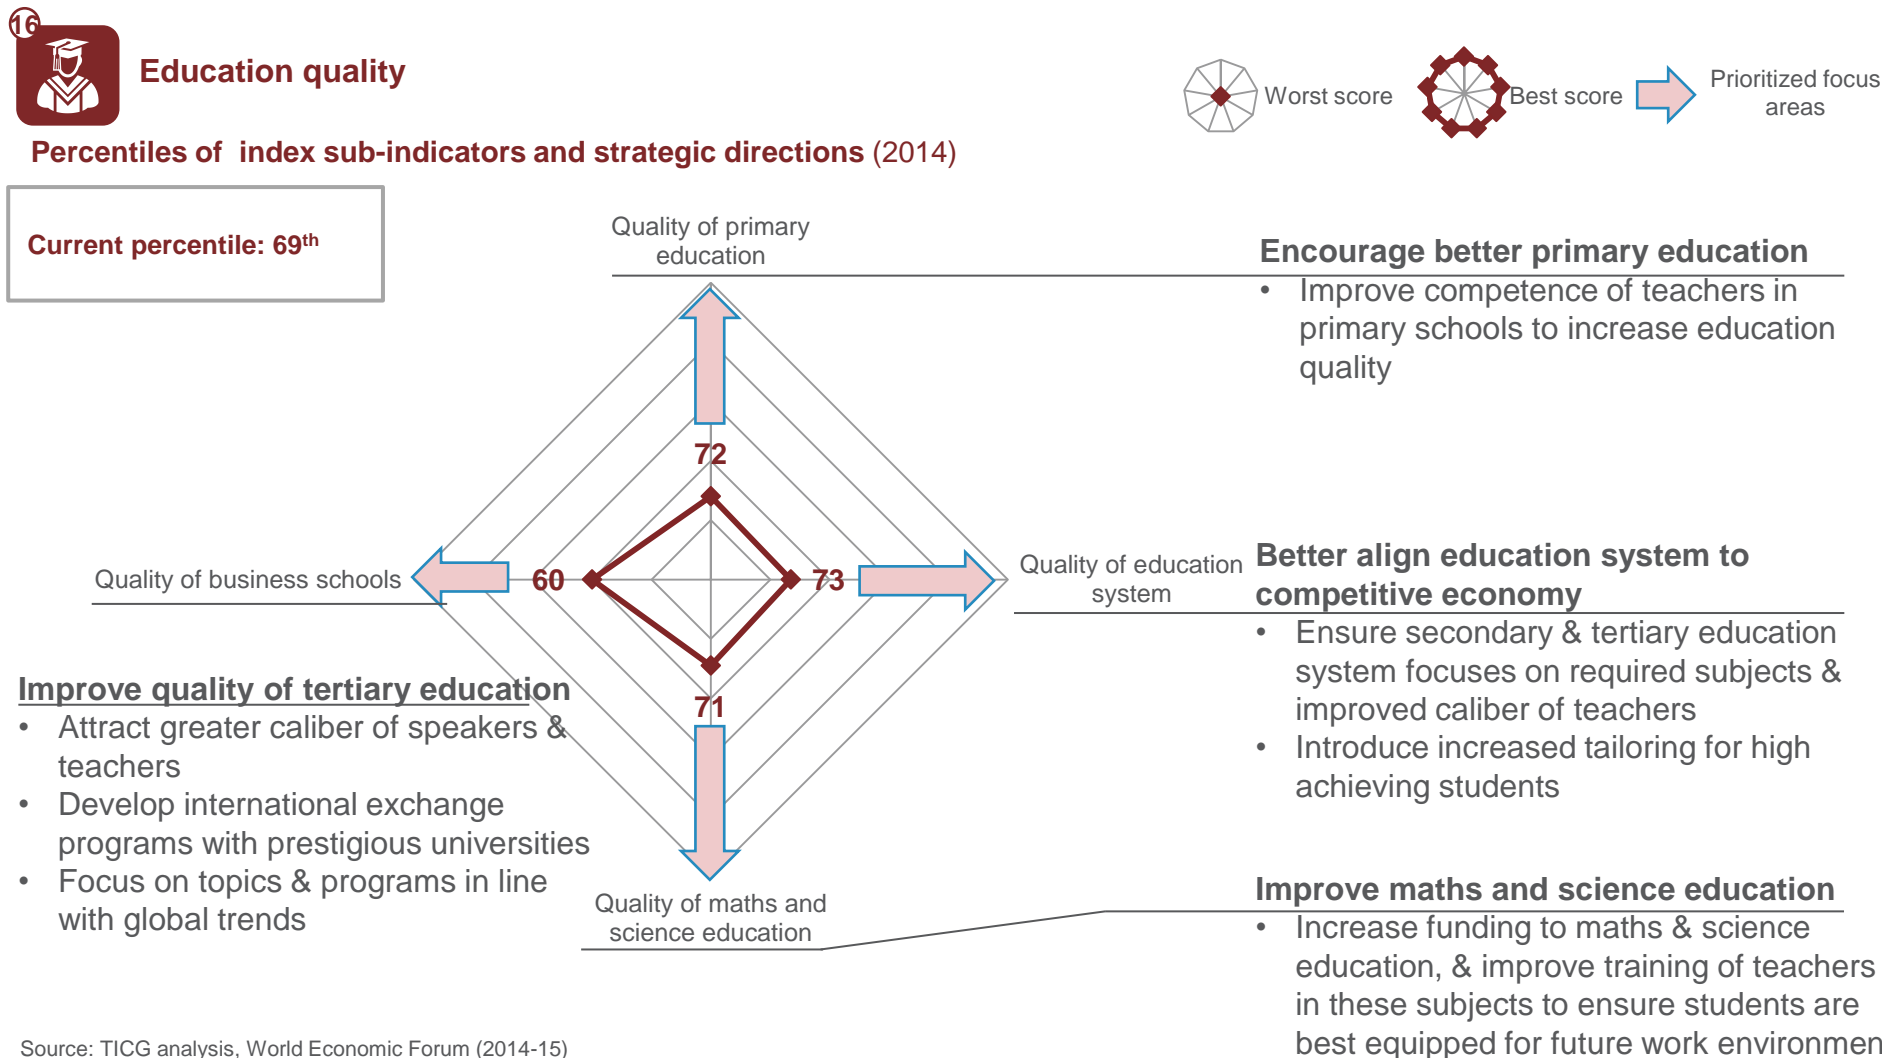 16
Education quality
Worst score
Best score
Prioritized focus
areas
Percentiles of index sub-indicators and strategic directions (2014)
Current percentile: 69th
Quality of primary
education
72
Encourage better primary education
• Improve competence of teachers in
primary schools to increase education
quality
Quality of business schools
60
73
Quality of education
system
Better align education system to
competitive economy
• Ensure secondary & tertiary education
system focuses on required subjects &
improved caliber of teachers
• Introduce increased tailoring for high
achieving students
Improve quality of tertiary education
• Attract greater caliber of speakers &
teachers
• Develop international exchange
programs with prestigious universities
• Focus on topics & programs in line
with global trends
71
Quality of maths and
science education
Improve maths and science education
• Increase funding to maths & science
education, & improve training of teachers
in these subjects to ensure students are
best equipped for future work environmen
Source: TICG analysis, World Economic Forum (2014-15)